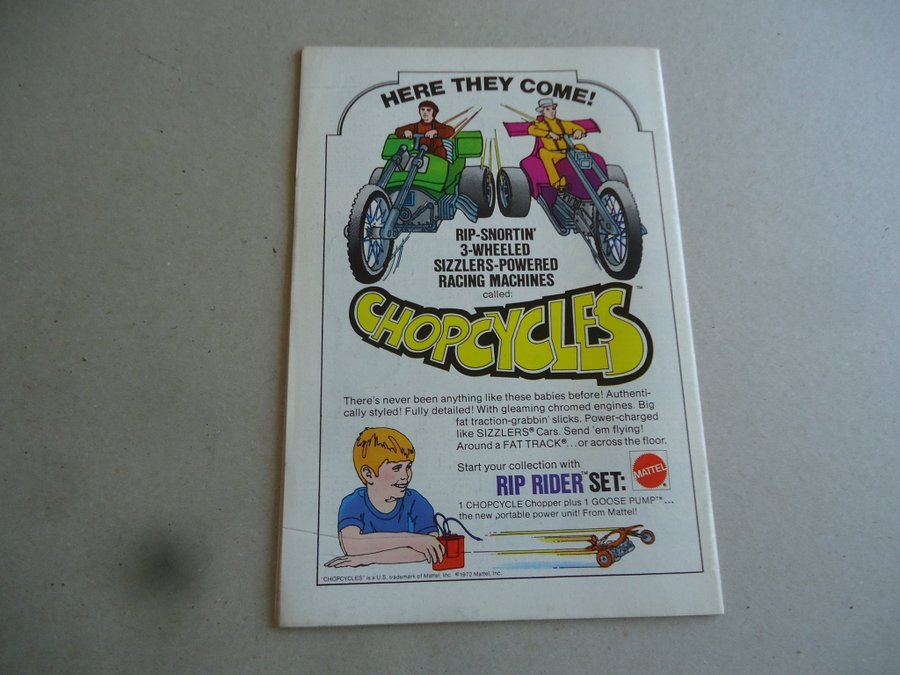 HERE THEY COME!
RIP-SNORTIN'
3-WHEELED
SIZZLERS-POWERED
RACING MACHINES
called:
CHOPCYCLES™
There's never been anything like these babies before! Authenti-
cally styled! Fully detailed! With gleaming chromed engines. Big
fat traction-grabbin' slicks. Power-charged
like SIZZLERS® Cars. Send 'em flying!
Around a FAT TRACK®...or across the floor.
Start your collection with
RIP RIDER™ SET:
MATTEL®
1 CHOPCYCLE Chopper plus 1 GOOSE PUMP™...
the new portable power unit! From Mattel!
"CHOPCYCLES" is a U.S. trademark of Mattel, Inc. ©1972 Mattel, Inc.